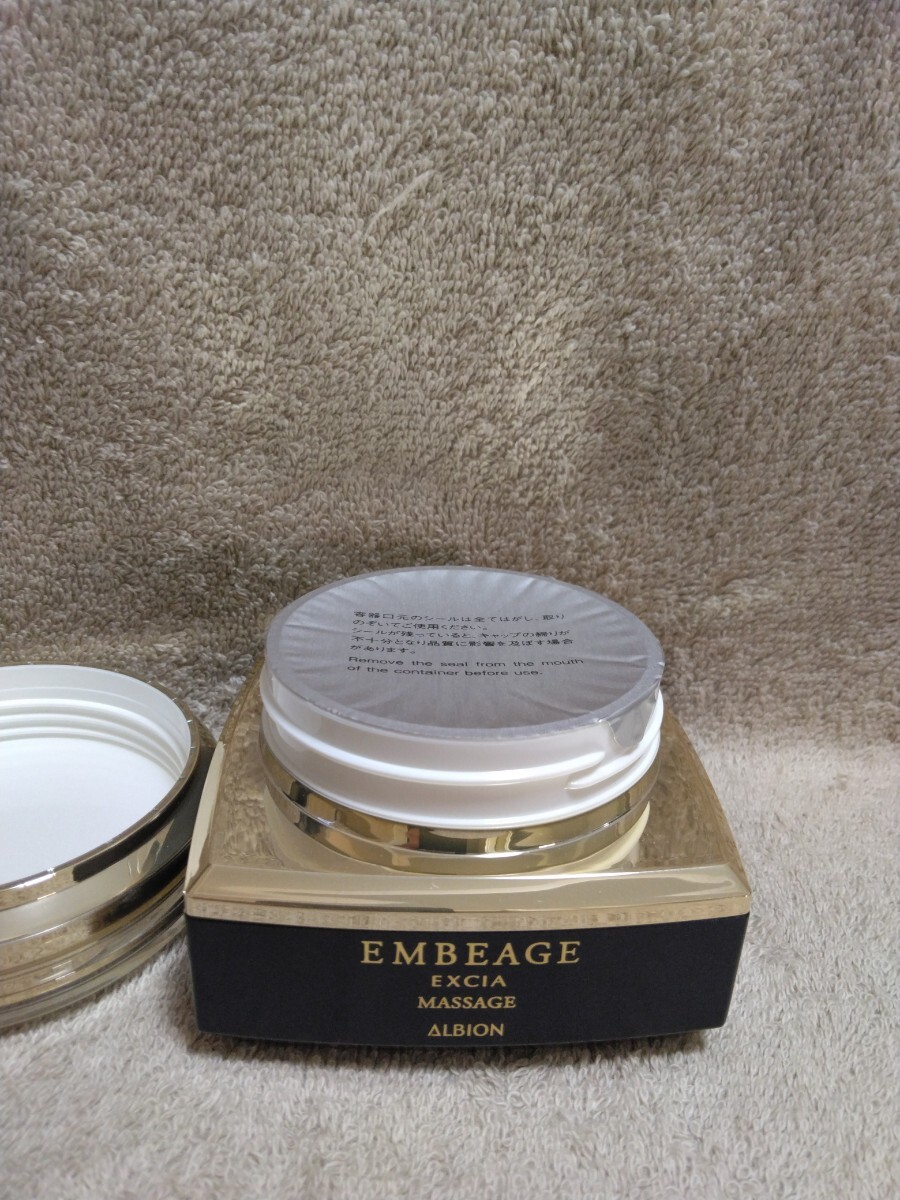 容器口元のシールは全てはがし、取り
のぞいてご使用ください。
シールが残っていると、キャップの締りが
不十分となり品質に影響を及ぼす場合
があります。
Remove the seal from the mouth
of the container before use.
EMBEAGE
EXCIA
MASSAGE
ALBION